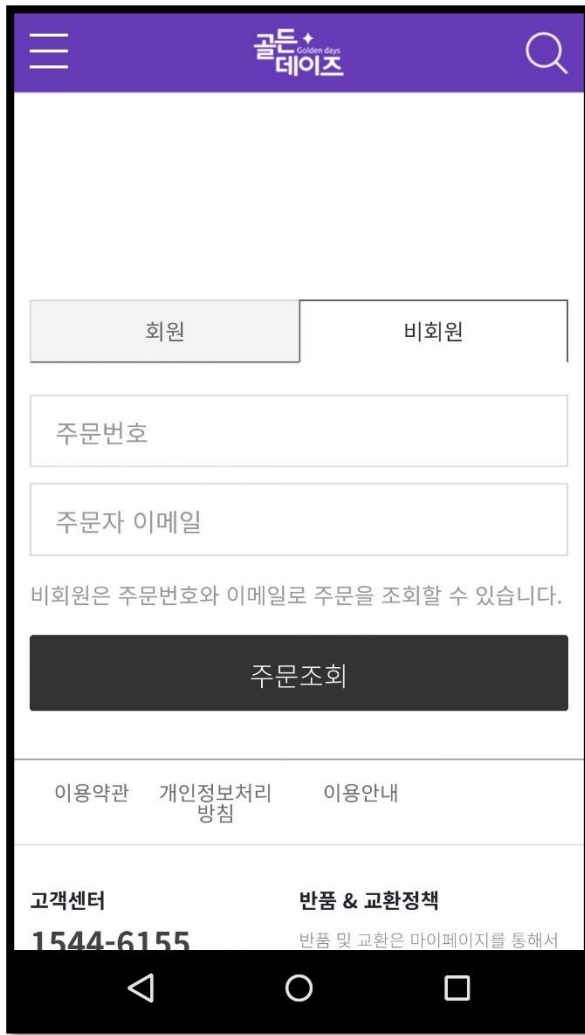 골든
Golden days
데이즈
회원
비회원
주문번호
주문자 이메일
비회원은 주문번호와 이메일로 주문을 조회할 수 있습니다.
주문조회
이용약관
개인정보처리
방침
이용안내
고객센터
반품 & 교환정책
1544-6155
반품 및 교환은 마이페이지를 통해서